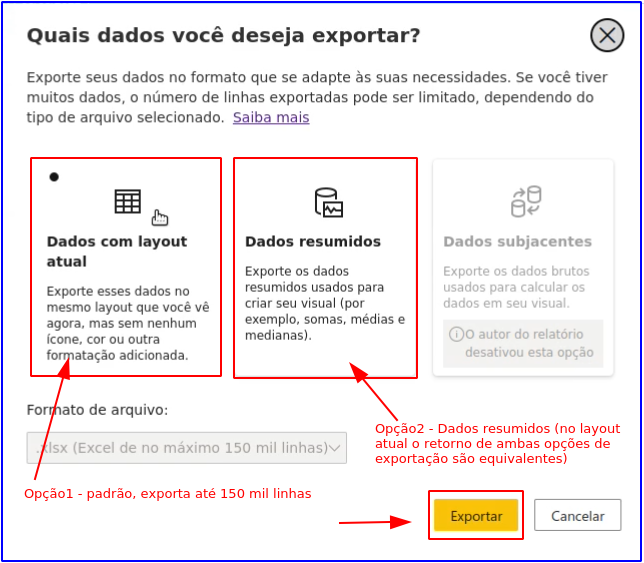 Quais dados você deseja exportar?
Exporte seus dados no formato que se adapte às suas necessidades. Se você tiver
muitos dados, o número de linhas exportadas pode ser limitado, dependendo do
tipo de arquivo selecionado. Saiba mais
Dados com layout
atual
Exporte esses dados no
mesmo layout que você vê
agora, mas sem nenhum
ícone, cor ou outra
formatação adicionada.
Dados resumidos
Exporte os dados
resumidos usados para
criar seu visual (por
exemplo, somas, médias e
medianas).
Dados subjacentes
Exporte os dados brutos
usados para calcular os
dados em seu visual.
O autor do relatório
desativou esta opção
Formato de arquivo:
.xlsx (Excel de no máximo 150 mil linhas)
Opção2 - Dados resumidos (no layout
atual o retorno de ambas opções de
exportação são equivalentes)
Opção1 - padrão, exporta até 150 mil linhas
Exportar
Cancelar